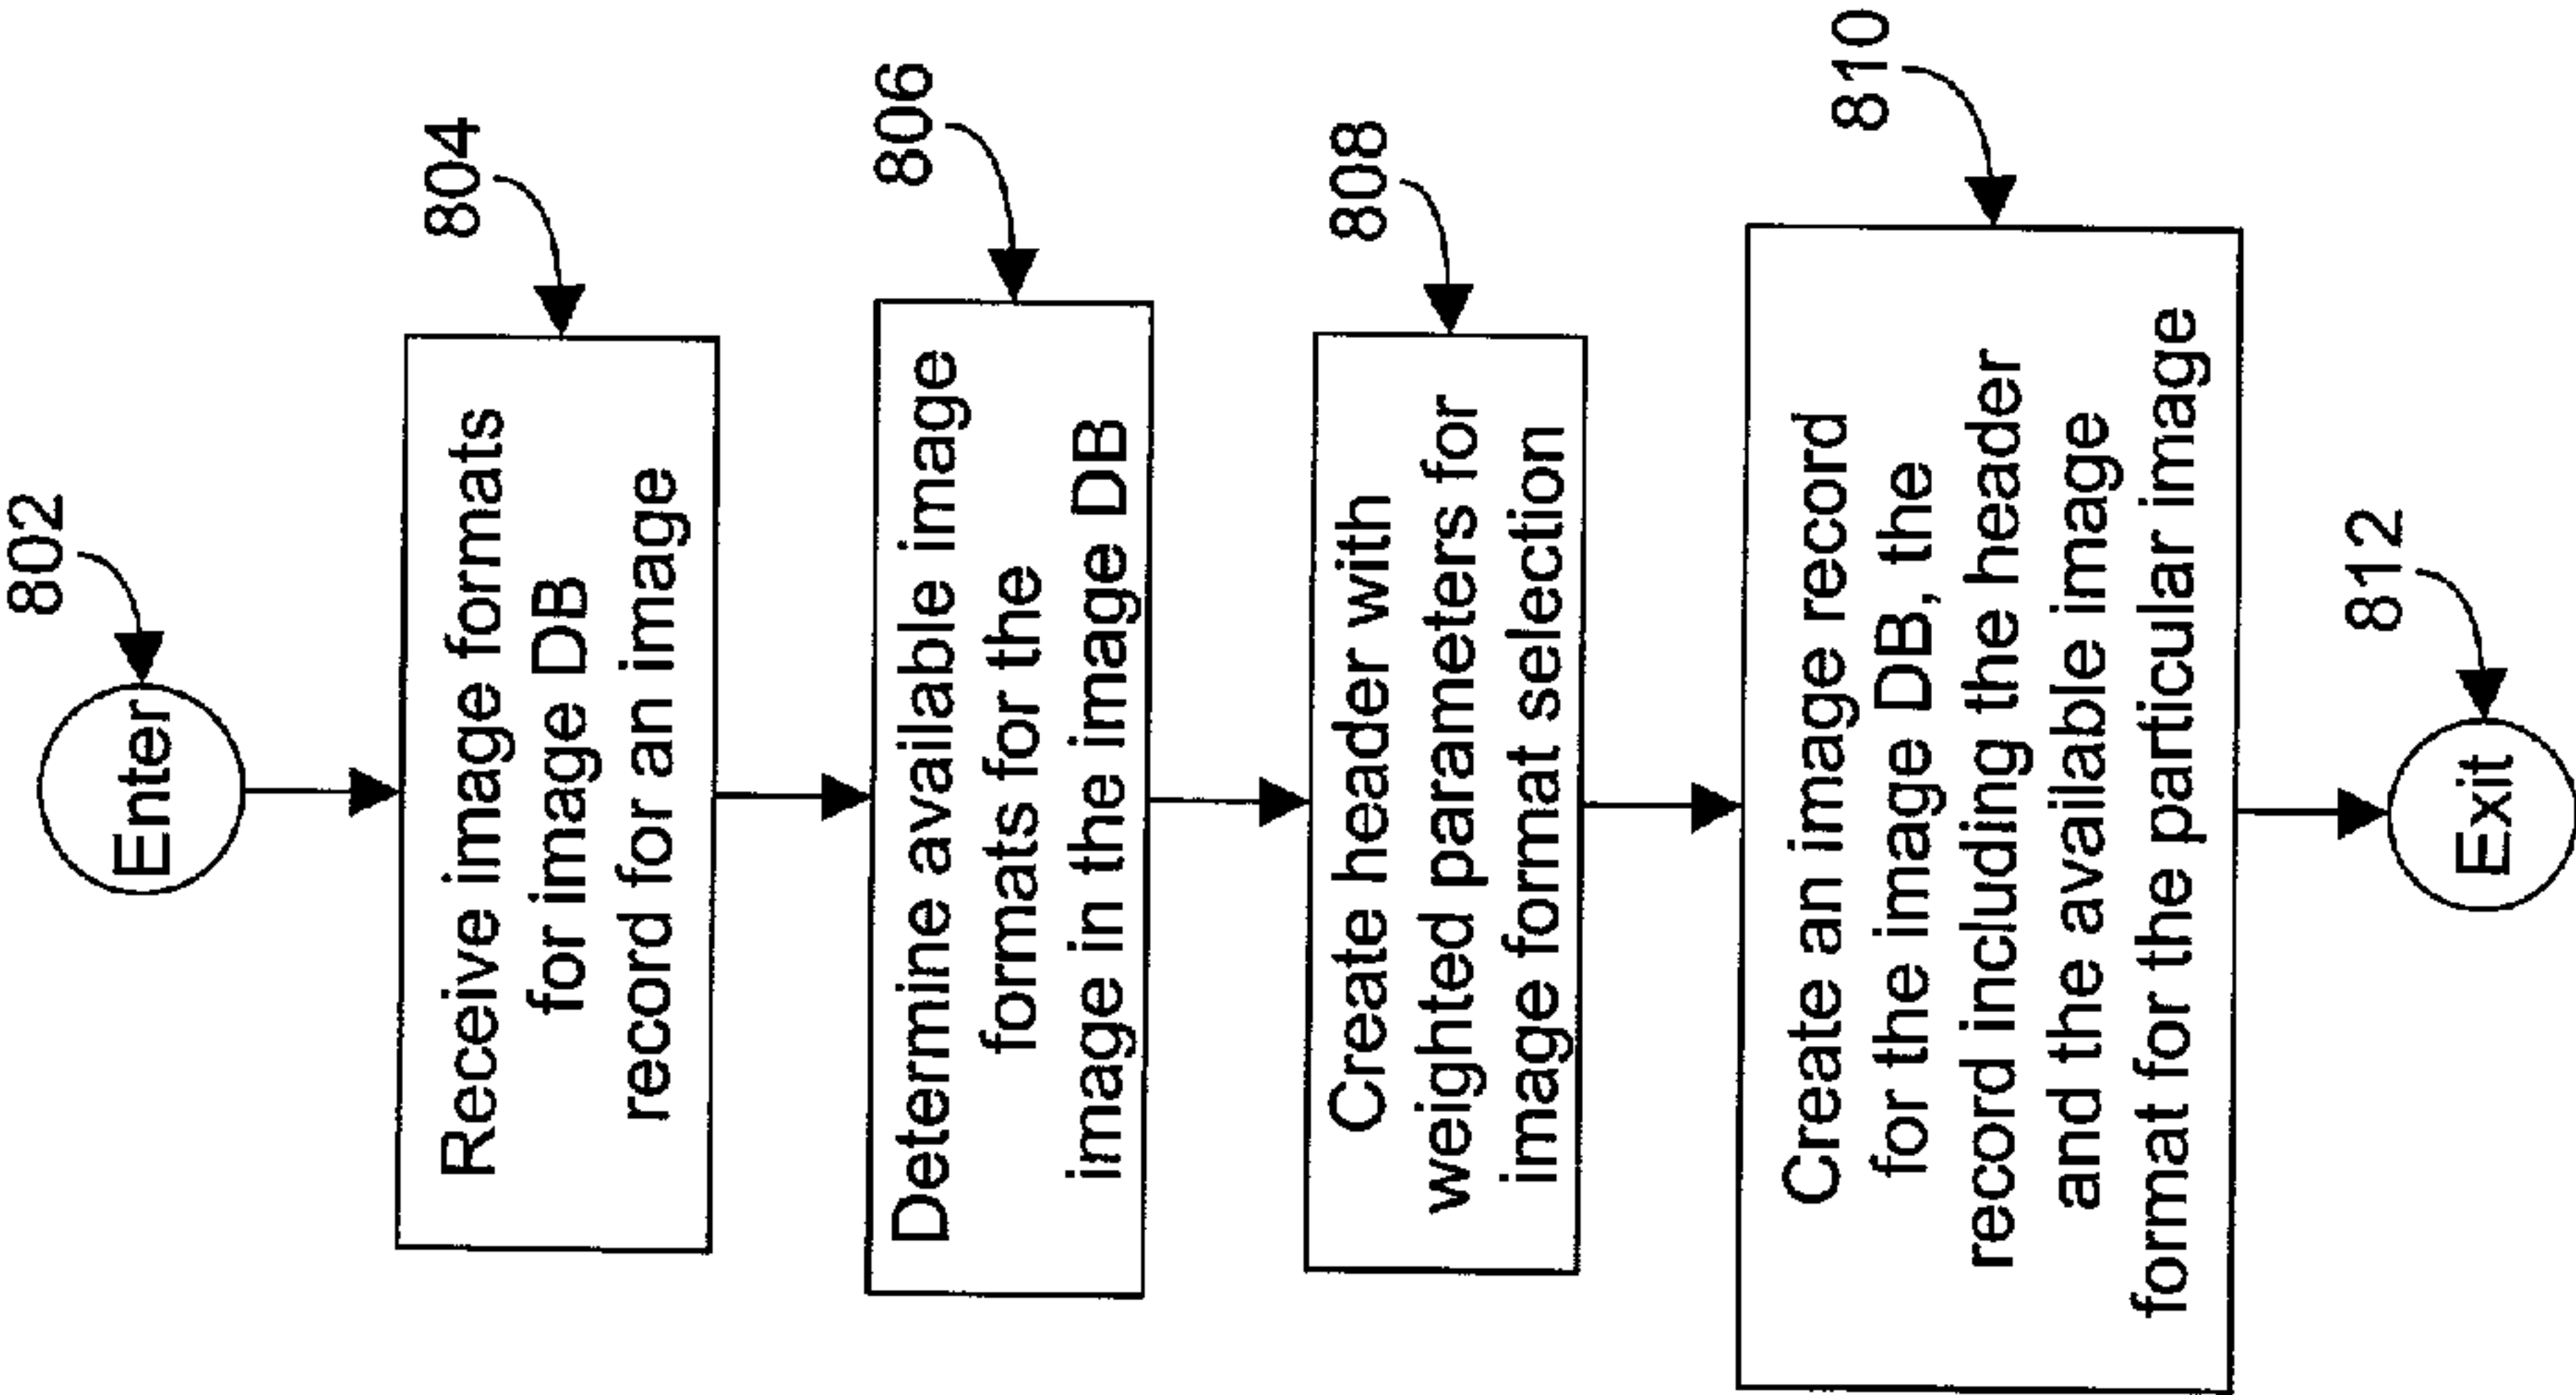 802
Enter
804
Receive image formats
for image DB
record for an image
806
Determine available image
formats for the
image in the image DB
808
Create header with
weighted parameters for
image format selection
810
Create an image record
for the image DB, the
record including the header
and the available image
format for the particular image
812
Exit